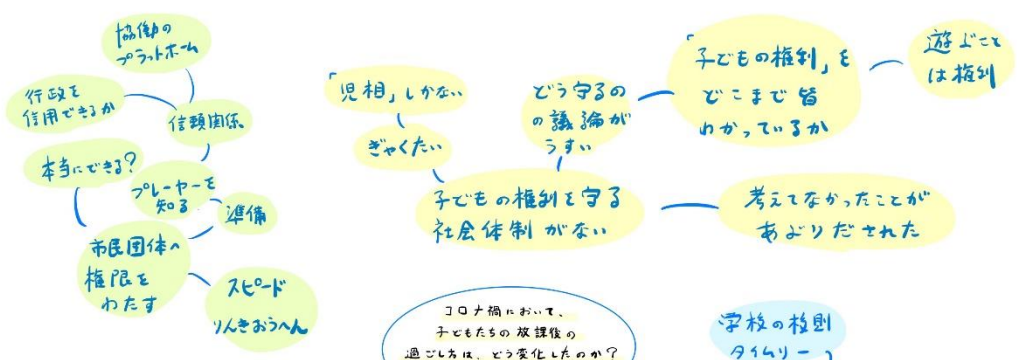 協働の
プラットホーム
行政を
信用できるか
信頼関係
本当にできる?
プレーヤーを
知る
準備
市民団体へ
権限を
わたす
スピード
りんきおうへん
「児相」しかない
ぎゃくたい
どう守るの
の議論が
うすい
「子どもの権利」を
どこまで皆
わかっているか
遊ぶこと
は権利
子どもの権利を守る
社会体制がない
考えてなかったことが
あぶりだされた
コロナ禍において、
子どもたちの放課後の
過ごし方は、どう変化したのか?
学校の校則
タイムリー